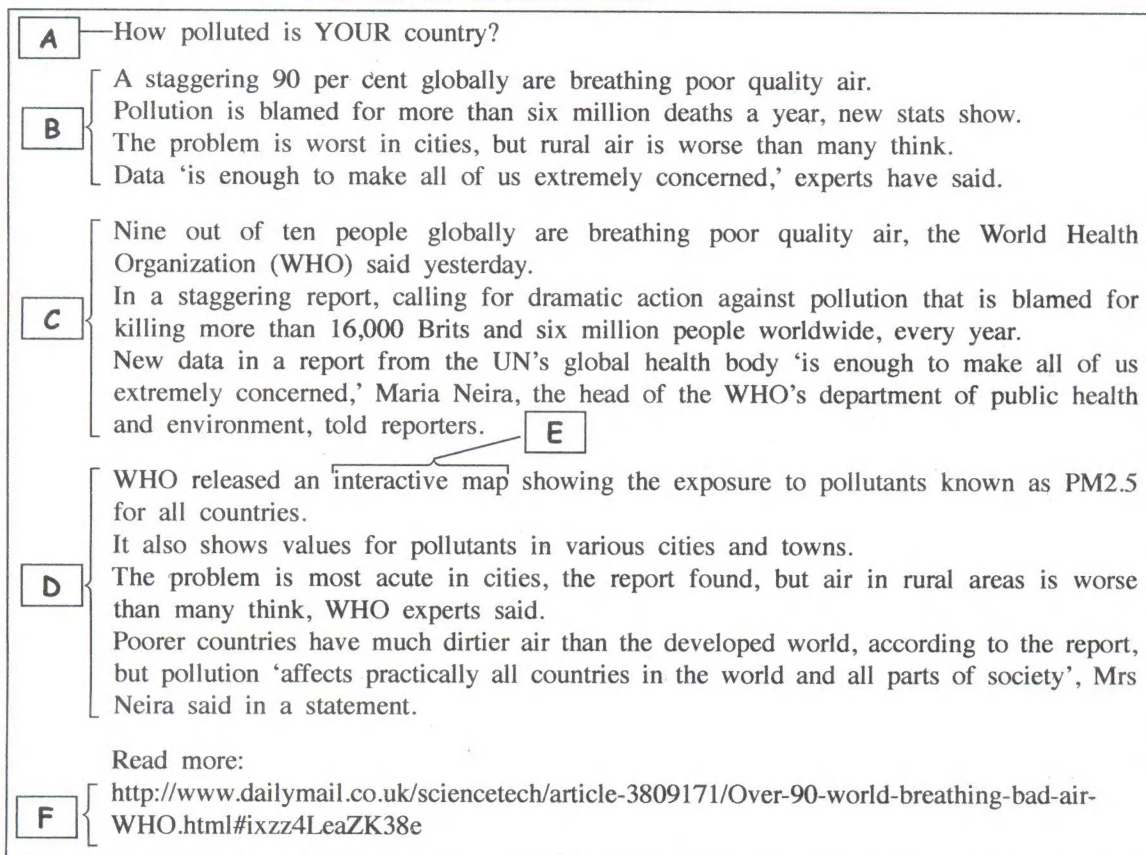 A How polluted is YOUR country?
A staggering 90 per cent globally are breathing poor quality air.
B Pollution is blamed for more than six million deaths a year, new stats show.
The problem is worst in cities, but rural air is worse than many think.
Data ‘is enough to make all of us extremely concerned,’ experts have said.
Nine out of ten people globally are breathing poor quality air, the World Health
Organization (WHO) said yesterday.
In a staggering report, calling for dramatic action against pollution that is blamed for
C killing more than 16,000 Brits and six million people worldwide, every year.
New data in a report from the UN’s global health body ‘is enough to make all of us
extremely concerned,’ Maria Neira, the head of the WHO’s department of public health
and environment, told reporters. E
WHO released an interactive map showing the exposure to pollutants known as PM2.5
for all countries.
It also shows values for pollutants in various cities and towns.
D The problem is most acute in cities, the report found, but air in rural areas is worse
than many think, WHO experts said.
Poorer countries have much dirtier air than the developed world, according to the report,
but pollution ‘affects practically all countries in the world and all parts of society’, Mrs
Neira said in a statement.
Read more:
F http://www.dailymail.co.uk/sciencetech/article-3809171/Over-90-world-breathing-bad-air-
WHO.html#ixzz4LeaZK38e